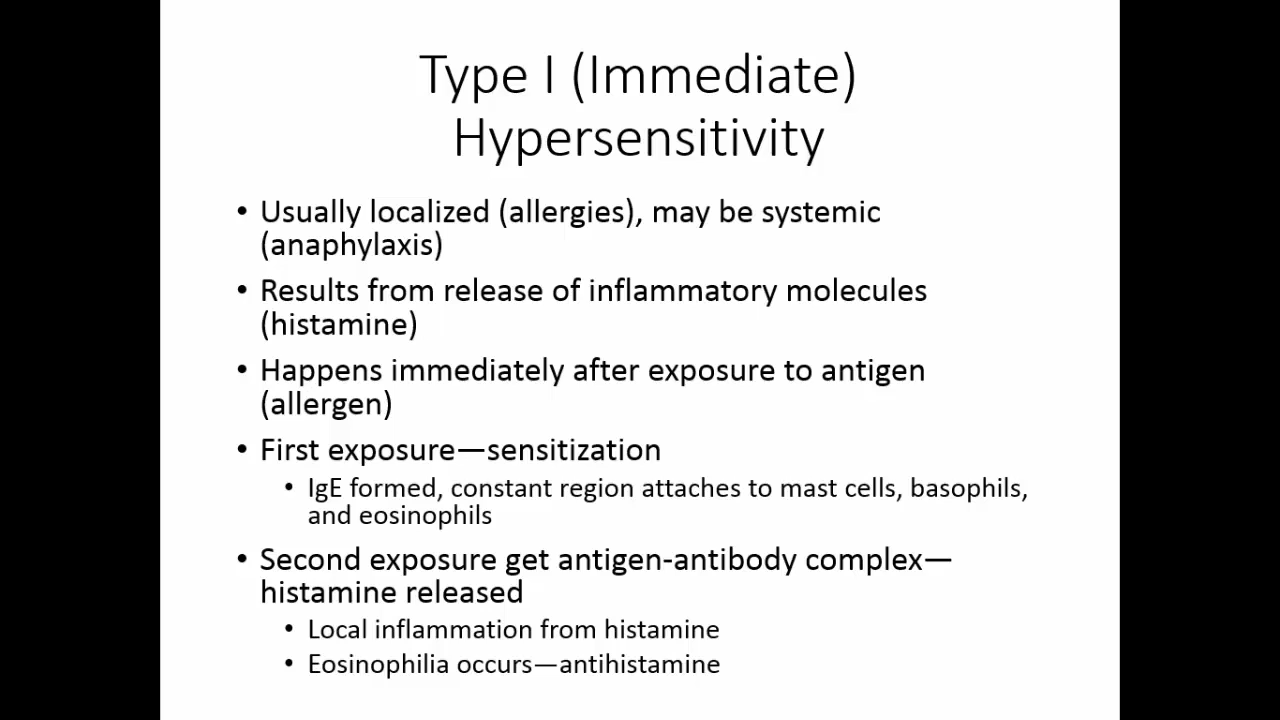 Type I (Immediate)
Hypersensitivity
• Usually localized (allergies), may be systemic
(anaphylaxis)
• Results from release of inflammatory molecules
(histamine)
• Happens immediately after exposure to antigen
(allergen)
• First exposure—sensitization
• IgE formed, constant region attaches to mast cells, basophils,
and eosinophils
• Second exposure get antigen-antibody complex—
histamine released
• Local inflammation from histamine
• Eosinophilia occurs—antihistamine